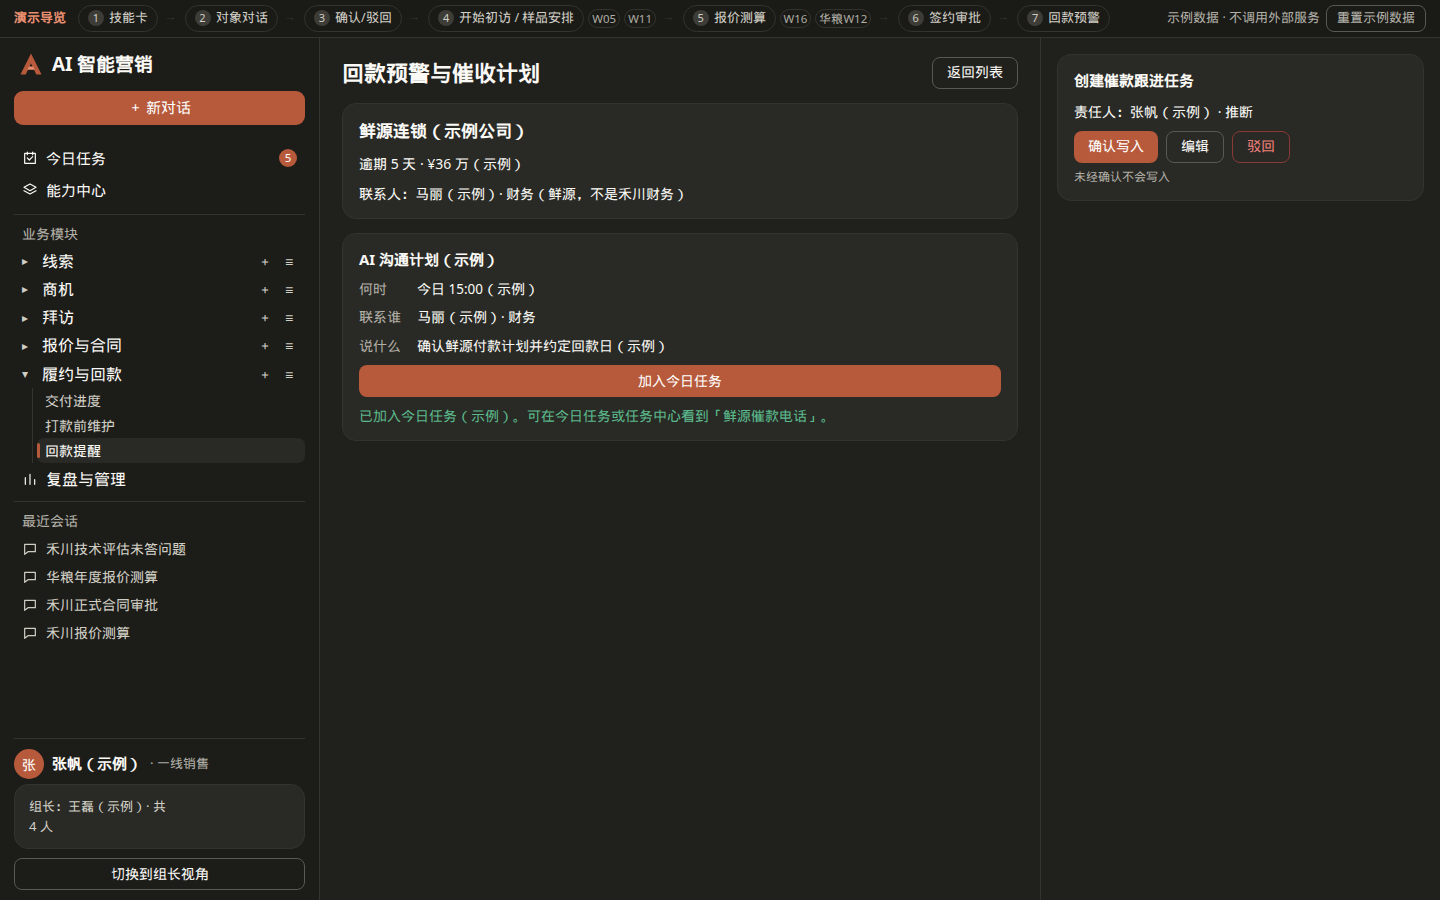 演示导览 1 技能卡 → 2 对象对话 → 3 确认/驳回 → 4 开始初访 / 样品安排 W05 W11 → 5 报价测算 W16 华粮W12 → 6 签约审批 → 7 回款预警 示例数据 · 不调用外部服务 重置示例数据
AI 智能营销
+ 新对话
今日任务 5
能力中心
业务模块
▸ 线索 + ≡
▸ 商机 + ≡
▸ 拜访 + ≡
▸ 报价与合同 + ≡
▾ 履约与回款 + ≡
交付进度
打款前维护
回款提醒
复盘与管理
最近会话
禾川技术评估未答问题
华粮年度报价测算
禾川正式合同审批
禾川报价测算
张 张帆（示例） · 一线销售
组长：王磊（示例）· 共
4 人
切换到组长视角
回款预警与催收计划 返回列表
鲜源连锁（示例公司）
逾期 5 天 · ¥36 万（示例）
联系人：马丽（示例）· 财务（鲜源，不是禾川财务）
AI 沟通计划（示例）
何时 今日 15:00（示例）
联系谁 马丽（示例）· 财务
说什么 确认鲜源付款计划并约定回款日（示例）
加入今日任务
已加入今日任务（示例）。可在今日任务或任务中心看到「鲜源催款电话」。
创建催款跟进任务
责任人：张帆（示例）· 推断
确认写入 编辑 驳回
未经确认不会写入